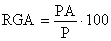 RGA = PA/P · 100